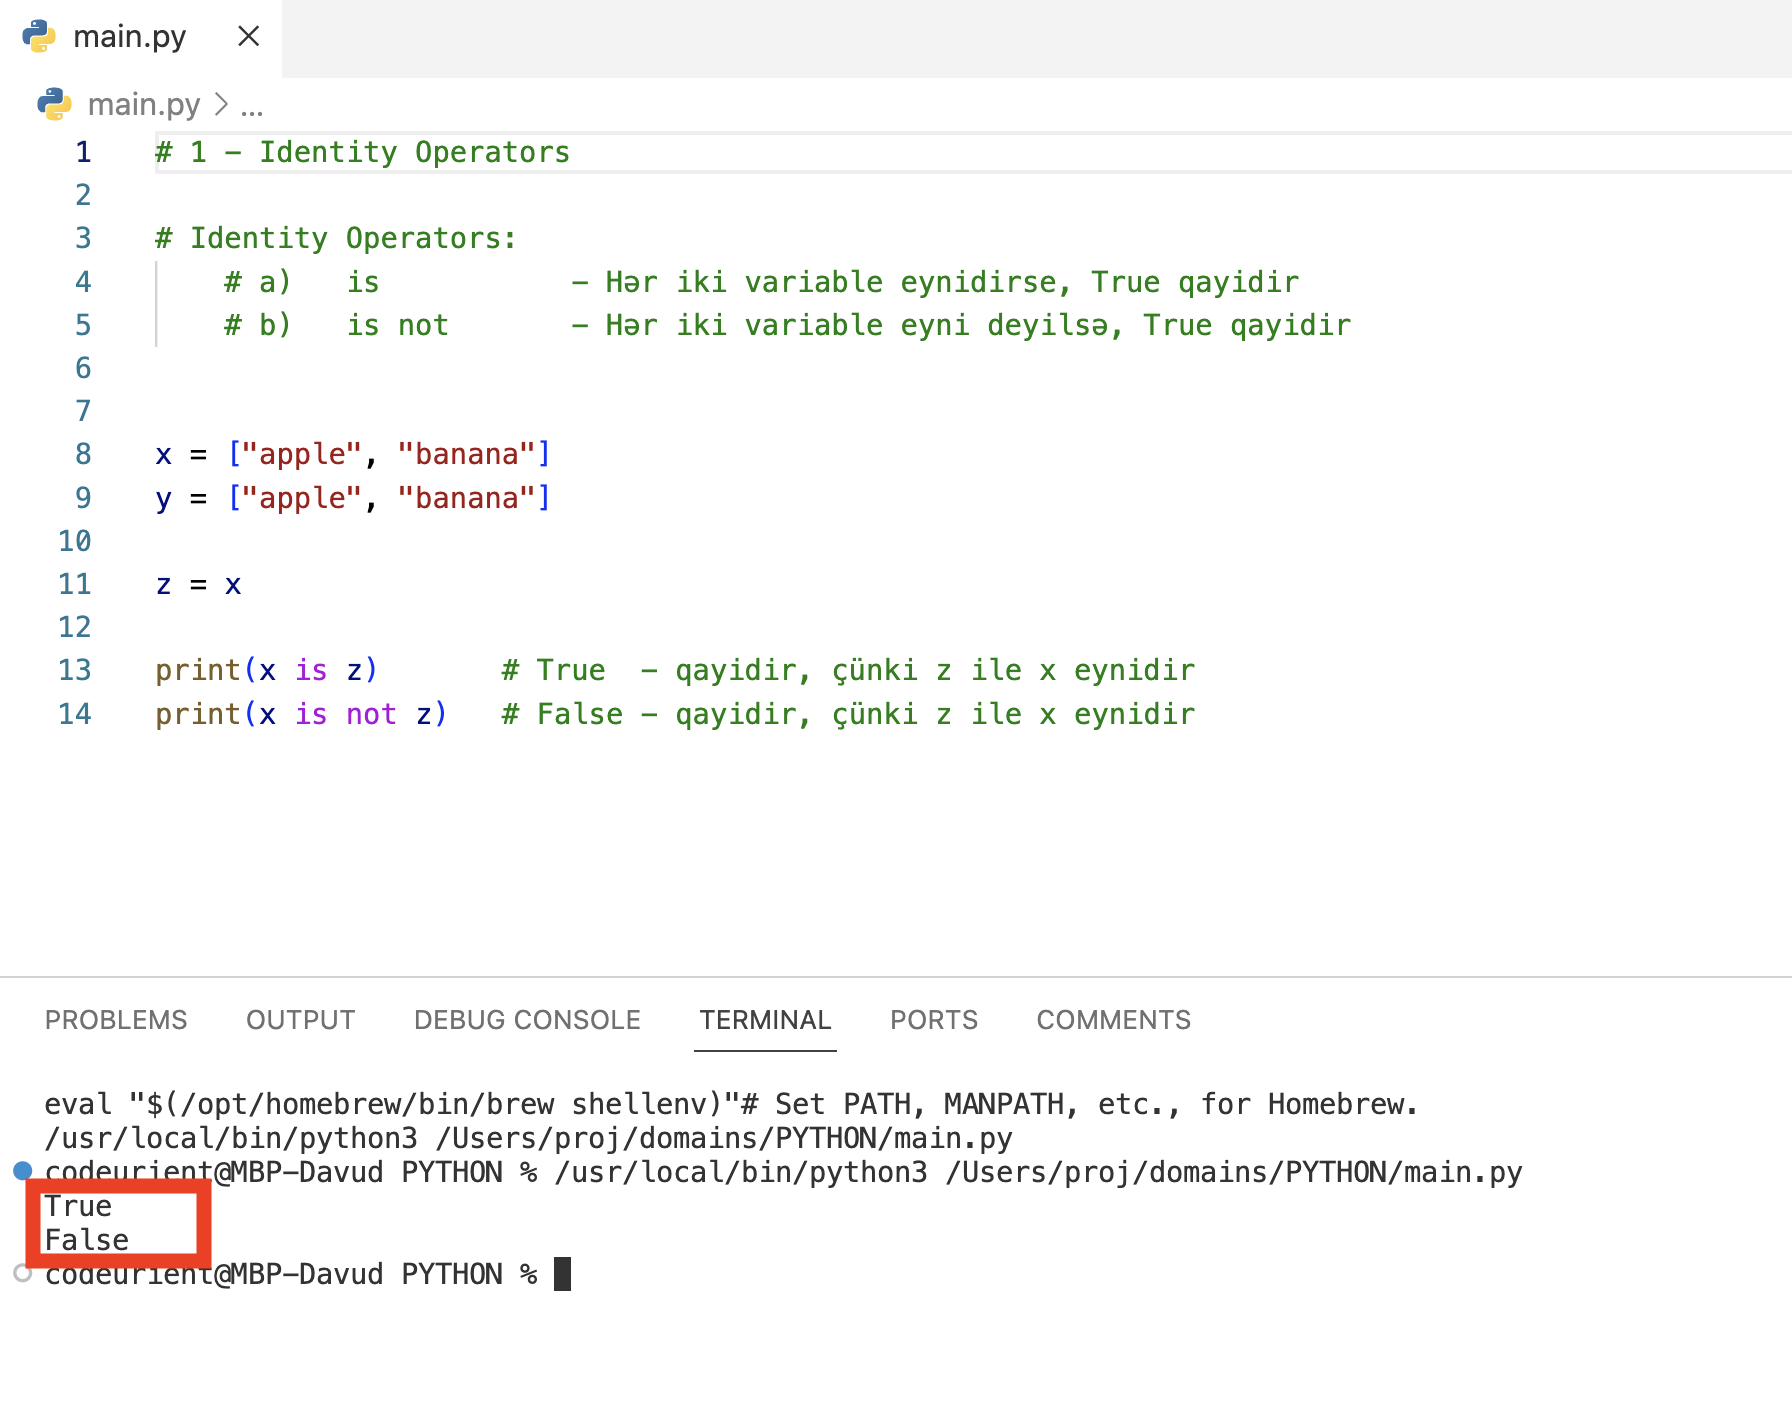 main.py
main.py > ...
1 # 1 - Identity Operators
2
3 # Identity Operators:
4 # a) is - Hər iki variable eynidirse, True qayidir
5 # b) is not - Hər iki variable eyni deyilsə, True qayidir
6
7
8 x = ["apple", "banana"]
9 y = ["apple", "banana"]
10
11 z = x
12
13 print(x is z) # True - qayidir, çünki z ile x eynidir
14 print(x is not z) # False - qayidir, çünki z ile x eynidir
PROBLEMS OUTPUT DEBUG CONSOLE TERMINAL PORTS COMMENTS
eval "$(/opt/homebrew/bin/brew shellenv)"# Set PATH, MANPATH, etc., for Homebrew.
/usr/local/bin/python3 /Users/proj/domains/PYTHON/main.py
codeurient@MBP-Davud PYTHON % /usr/local/bin/python3 /Users/proj/domains/PYTHON/main.py
True
False
codeurient@MBP-Davud PYTHON %